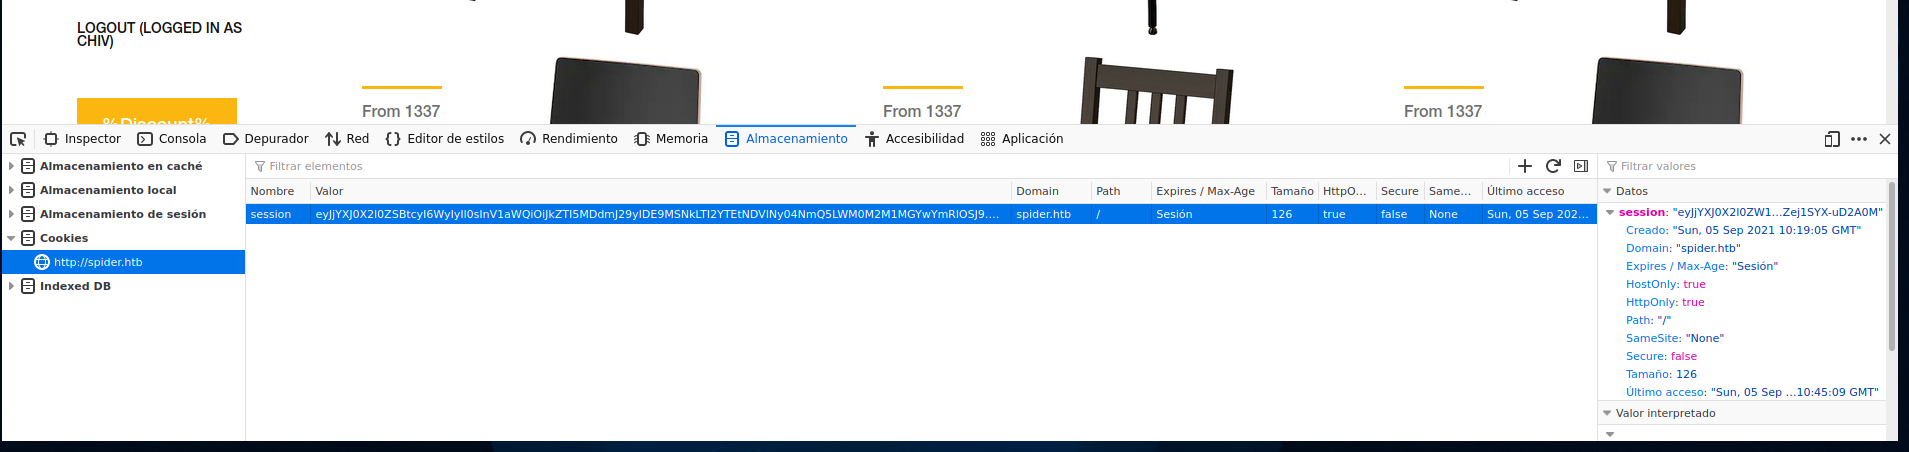 LOGOUT (LOGGED IN AS
CHIV)
%Discount%
From 1337
From 1337
From 1337
Inspector
Consola
Depurador
Red
Editor de estilos
Rendimiento
Memoria
Almacenamiento
Accesibilidad
Aplicación
Almacenamiento en caché
Almacenamiento local
Almacenamiento de sesión
Cookies
http://spider.htb
Indexed DB
Filtrar elementos
Nombre Valor Domain Path Expires / Max-Age Tamaño HttpO... Secure Same... Último acceso
session spider.htb / Sesión 126 true false None Sun, 05 Sep 202...
Filtrar valores
Datos
session: "eyJjYXJ0X2l0ZW1...Zej1SYX-uD2A0M"
Creado: "Sun, 05 Sep 2021 10:19:05 GMT"
Domain: "spider.htb"
Expires / Max-Age: "Sesión"
HostOnly: true
HttpOnly: true
Path: "/"
SameSite: "None"
Secure: false
Tamaño: 126
Último acceso: "Sun, 05 Sep ...10:45:09 GMT"
Valor interpretado